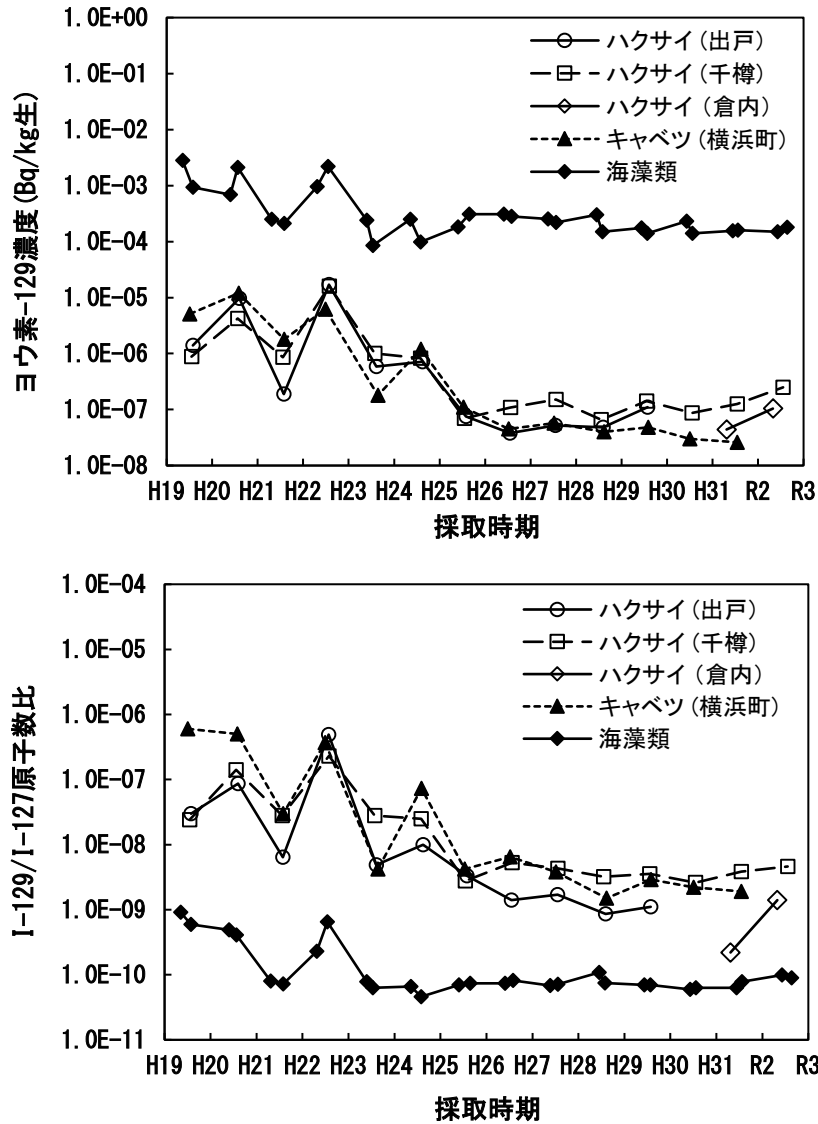 ヨウ素-129濃度(Bq/kg生)
1.0E+00
1.0E-01
1.0E-02
1.0E-03
1.0E-04
1.0E-05
1.0E-06
1.0E-07
1.0E-08
ハクサイ(出戸)
ハクサイ(千樽)
ハクサイ(倉内)
キャベツ(横浜町)
海藻類
H19 H20 H21 H22 H23 H24 H25 H26 H27 H28 H29 H30 H31 R2 R3
採取時期
I-129/I-127原子数比
1.0E-04
1.0E-05
1.0E-06
1.0E-07
1.0E-08
1.0E-09
1.0E-10
1.0E-11
ハクサイ(出戸)
ハクサイ(千樽)
ハクサイ(倉内)
キャベツ(横浜町)
海藻類
H19 H20 H21 H22 H23 H24 H25 H26 H27 H28 H29 H30 H31 R2 R3
採取時期